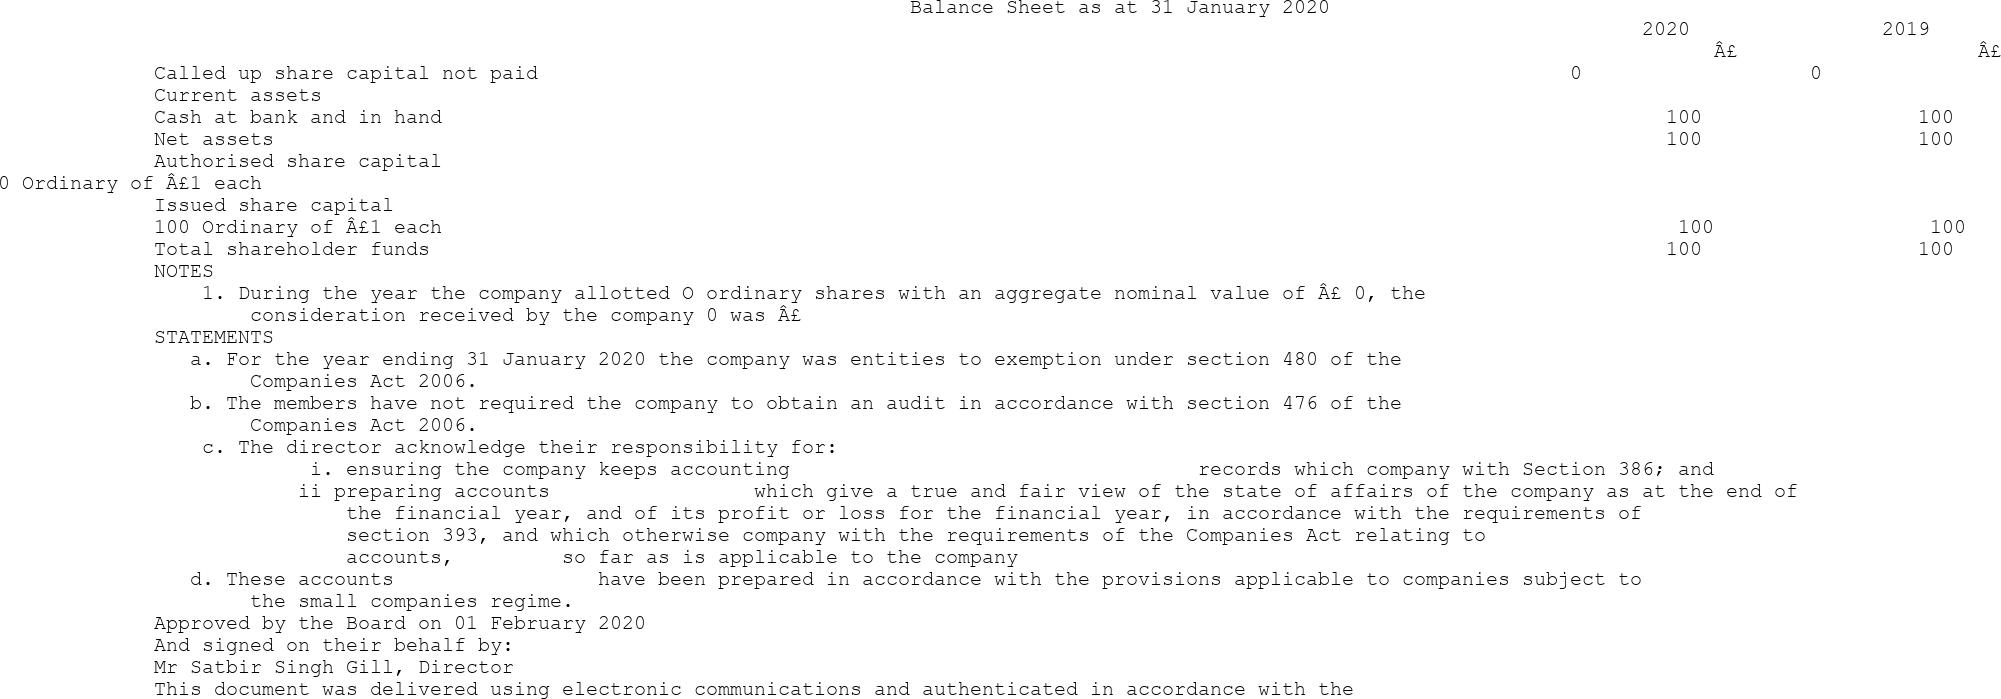 Balance Sheet as at 31 January 2020
2020 2019
Â£ Â£
Called up share capital not paid 0 0
Current assets
Cash at bank and in hand 100 100
Net assets 100 100
Authorised share capital
0 Ordinary of Â£1 each
Issued share capital
100 Ordinary of Â£1 each 100 100
Total shareholder funds 100 100
NOTES
1. During the year the company allotted O ordinary shares with an aggregate nominal value of Â£ 0, the
consideration received by the company 0 was Â£
STATEMENTS
a. For the year ending 31 January 2020 the company was entities to exemption under section 480 of the
Companies Act 2006.
b. The members have not required the company to obtain an audit in accordance with section 476 of the
Companies Act 2006.
c. The director acknowledge their responsibility for:
i. ensuring the company keeps accounting records which company with Section 386; and
ii preparing accounts which give a true and fair view of the state of affairs of the company as at the end of
the financial year, and of its profit or loss for the financial year, in accordance with the requirements of
section 393, and which otherwise company with the requirements of the Companies Act relating to
accounts, so far as is applicable to the company
d. These accounts have been prepared in accordance with the provisions applicable to companies subject to
the small companies regime.
Approved by the Board on 01 February 2020
And signed on their behalf by:
Mr Satbir Singh Gill, Director
This document was delivered using electronic communications and authenticated in accordance with the